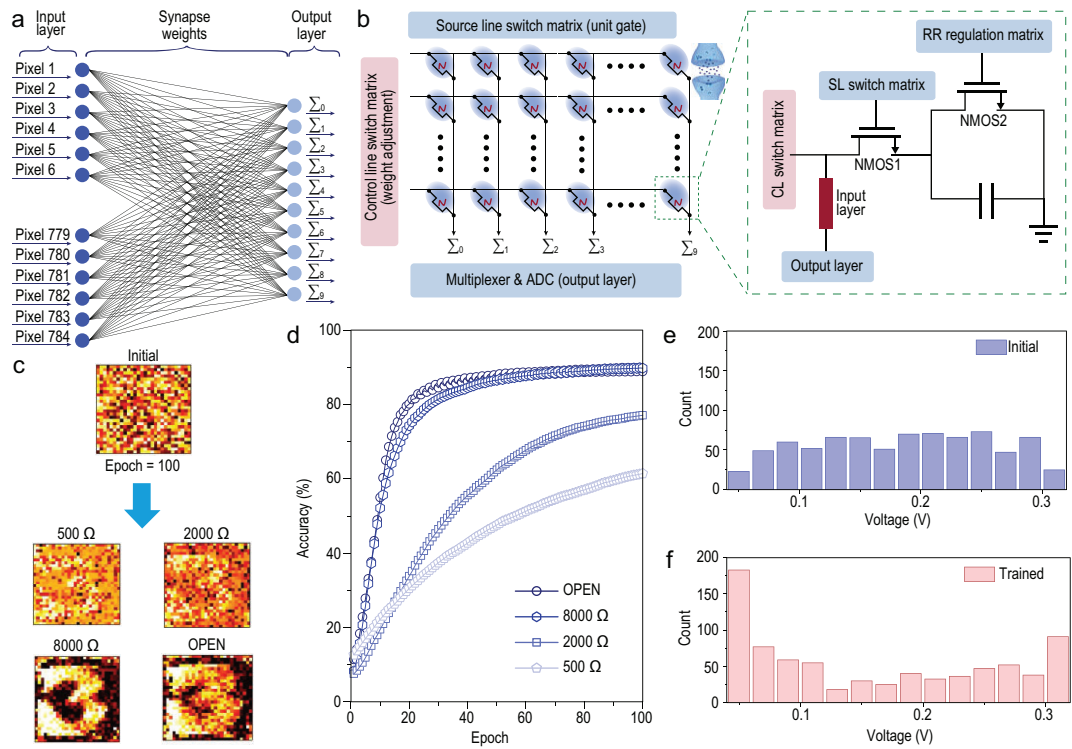 a
Input layer
Synapse weights
Output layer
Pixel 1
Pixel 2
Pixel 3
Pixel 4
Pixel 5
Pixel 6
Pixel 779
Pixel 780
Pixel 781
Pixel 782
Pixel 783
Pixel 784
∑0
∑1
∑2
∑3
∑4
∑5
∑6
∑7
∑8
∑9
b
Source line switch matrix (unit gate)
Control line switch matrix
(weight adjustment)
∑0 ∑1 ∑2 ∑3 ∑9
Multiplexer & ADC (output layer)
RR regulation matrix
SL switch matrix
NMOS2
CL switch matrix
NMOS1
Input layer
Output layer
c
Initial
Epoch = 100
500 Ω
2000 Ω
8000 Ω
OPEN
d
Accuracy (%)
100
80
60
40
20
0
OPEN
8000 Ω
2000 Ω
500 Ω
0 20 40 60 80 100
Epoch
e
Count
200
150
100
50
0
Initial
0.1 0.2 0.3
Voltage (V)
f
Count
200
150
100
50
0
Trained
0.1 0.2 0.3
Voltage (V)